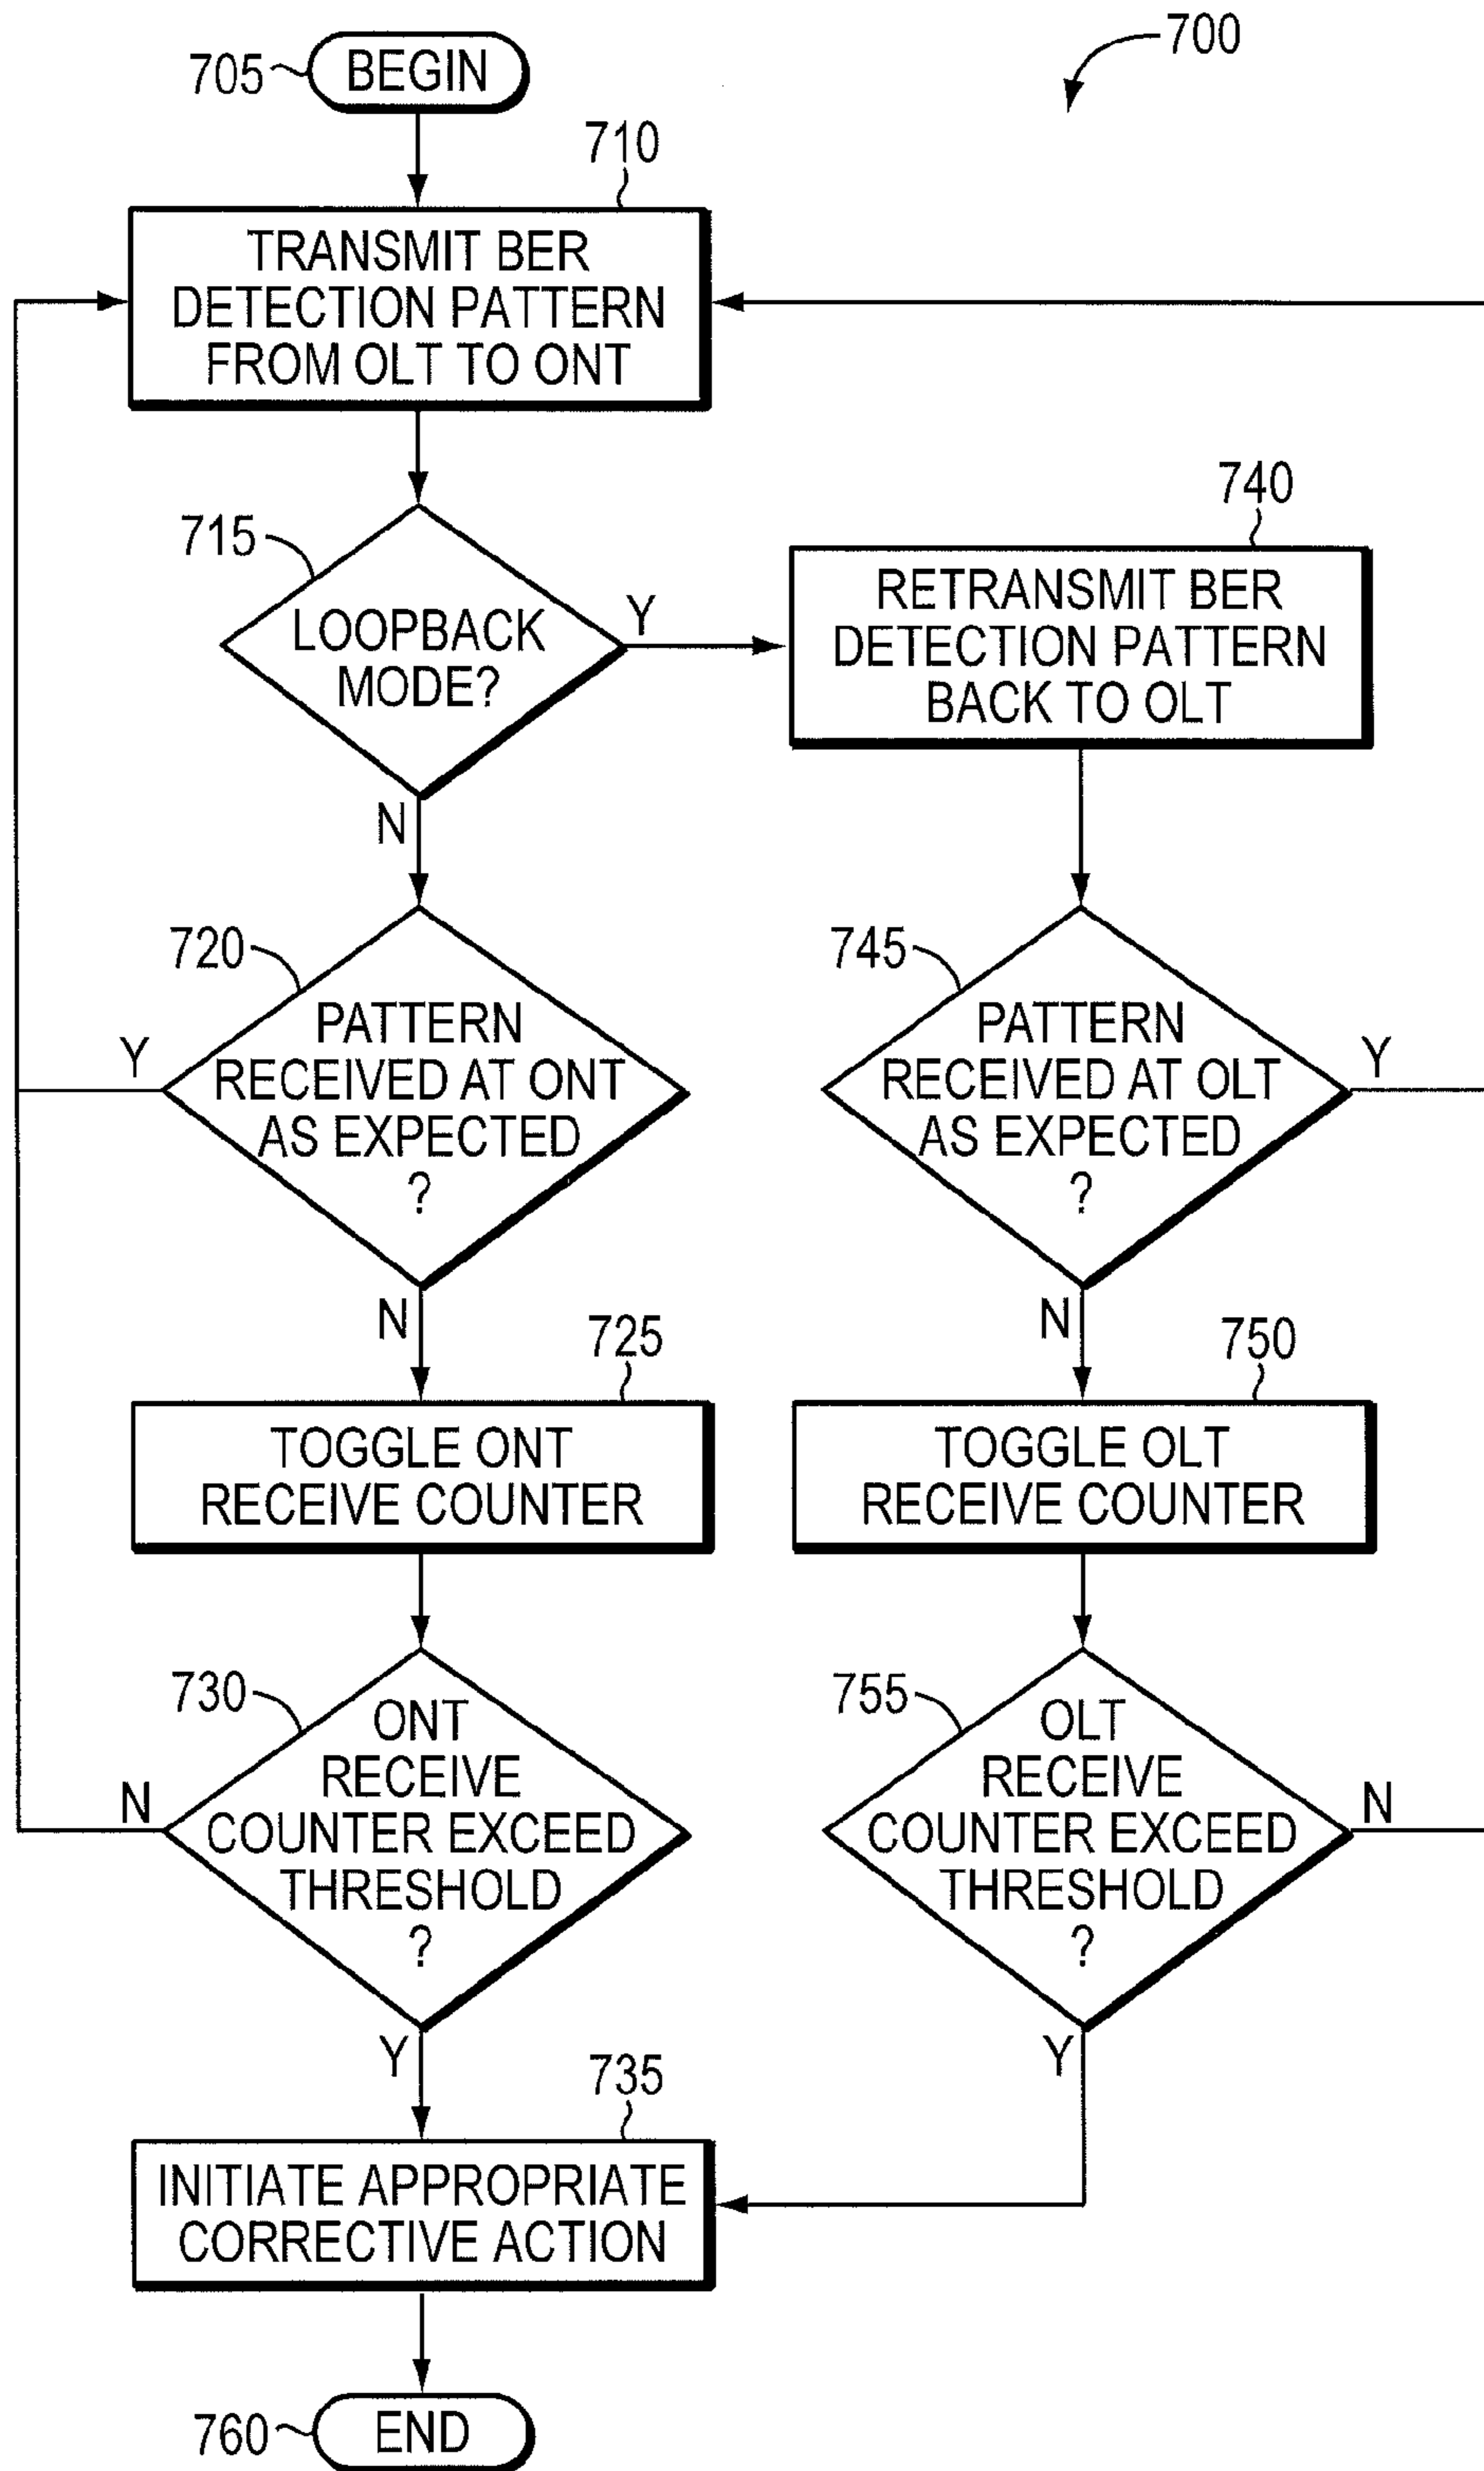 700
705
BEGIN
710
TRANSMIT BER
DETECTION PATTERN
FROM OLT TO ONT
715
LOOPBACK
MODE?
Y
N
740
RETRANSMIT BER
DETECTION PATTERN
BACK TO OLT
720
PATTERN
RECEIVED AT ONT
AS EXPECTED
?
Y
N
745
PATTERN
RECEIVED AT OLT
AS EXPECTED
?
Y
N
725
TOGGLE ONT
RECEIVE COUNTER
750
TOGGLE OLT
RECEIVE COUNTER
730
ONT
RECEIVE
COUNTER EXCEED
THRESHOLD
?
N
Y
755
OLT
RECEIVE
COUNTER EXCEED
THRESHOLD
?
N
Y
735
INITIATE APPROPRIATE
CORRECTIVE ACTION
760
END